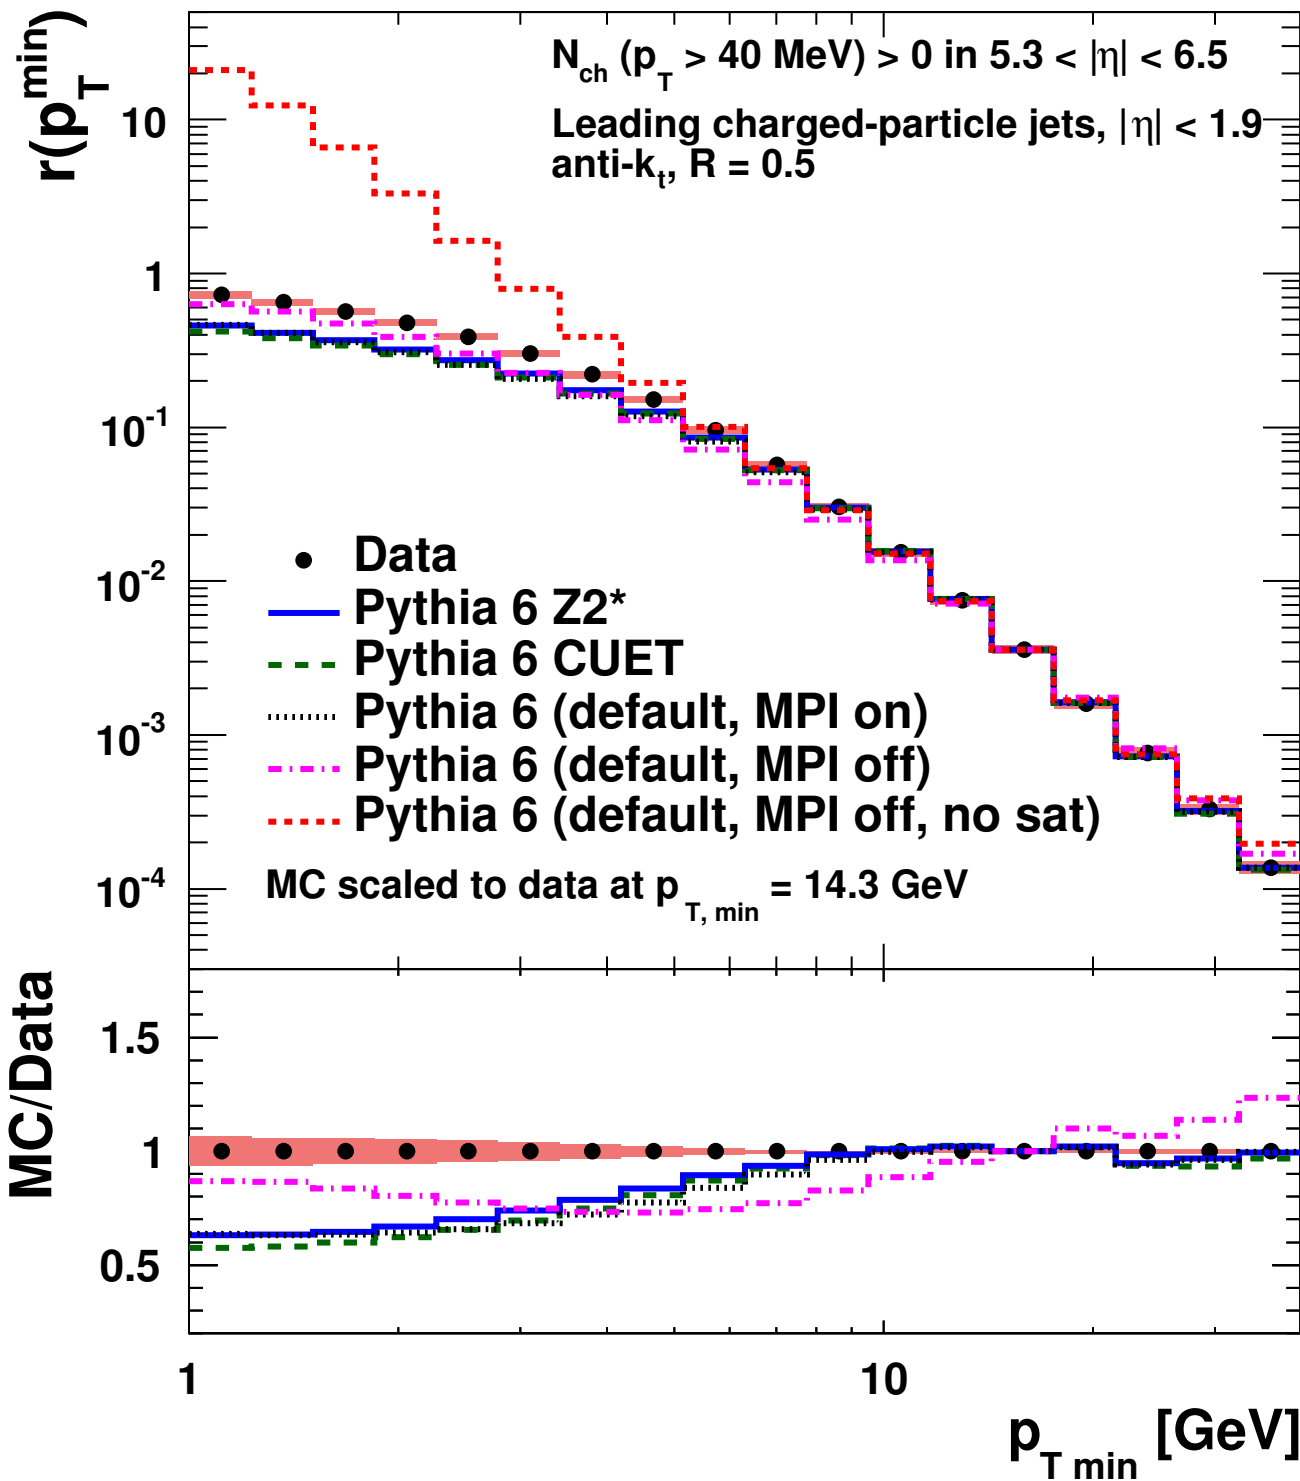 r(p_T^min)
N_ch (p_T > 40 MeV) > 0 in 5.3 < |η| < 6.5
Leading charged-particle jets, |η| < 1.9
anti-k_t, R = 0.5
10
1
10^-1
10^-2
10^-3
10^-4
Data
Pythia 6 Z2*
Pythia 6 CUET
Pythia 6 (default, MPI on)
Pythia 6 (default, MPI off)
Pythia 6 (default, MPI off, no sat)
MC scaled to data at p_T, min = 14.3 GeV
MC/Data
1.5
1
0.5
1
10
p_T min [GeV]